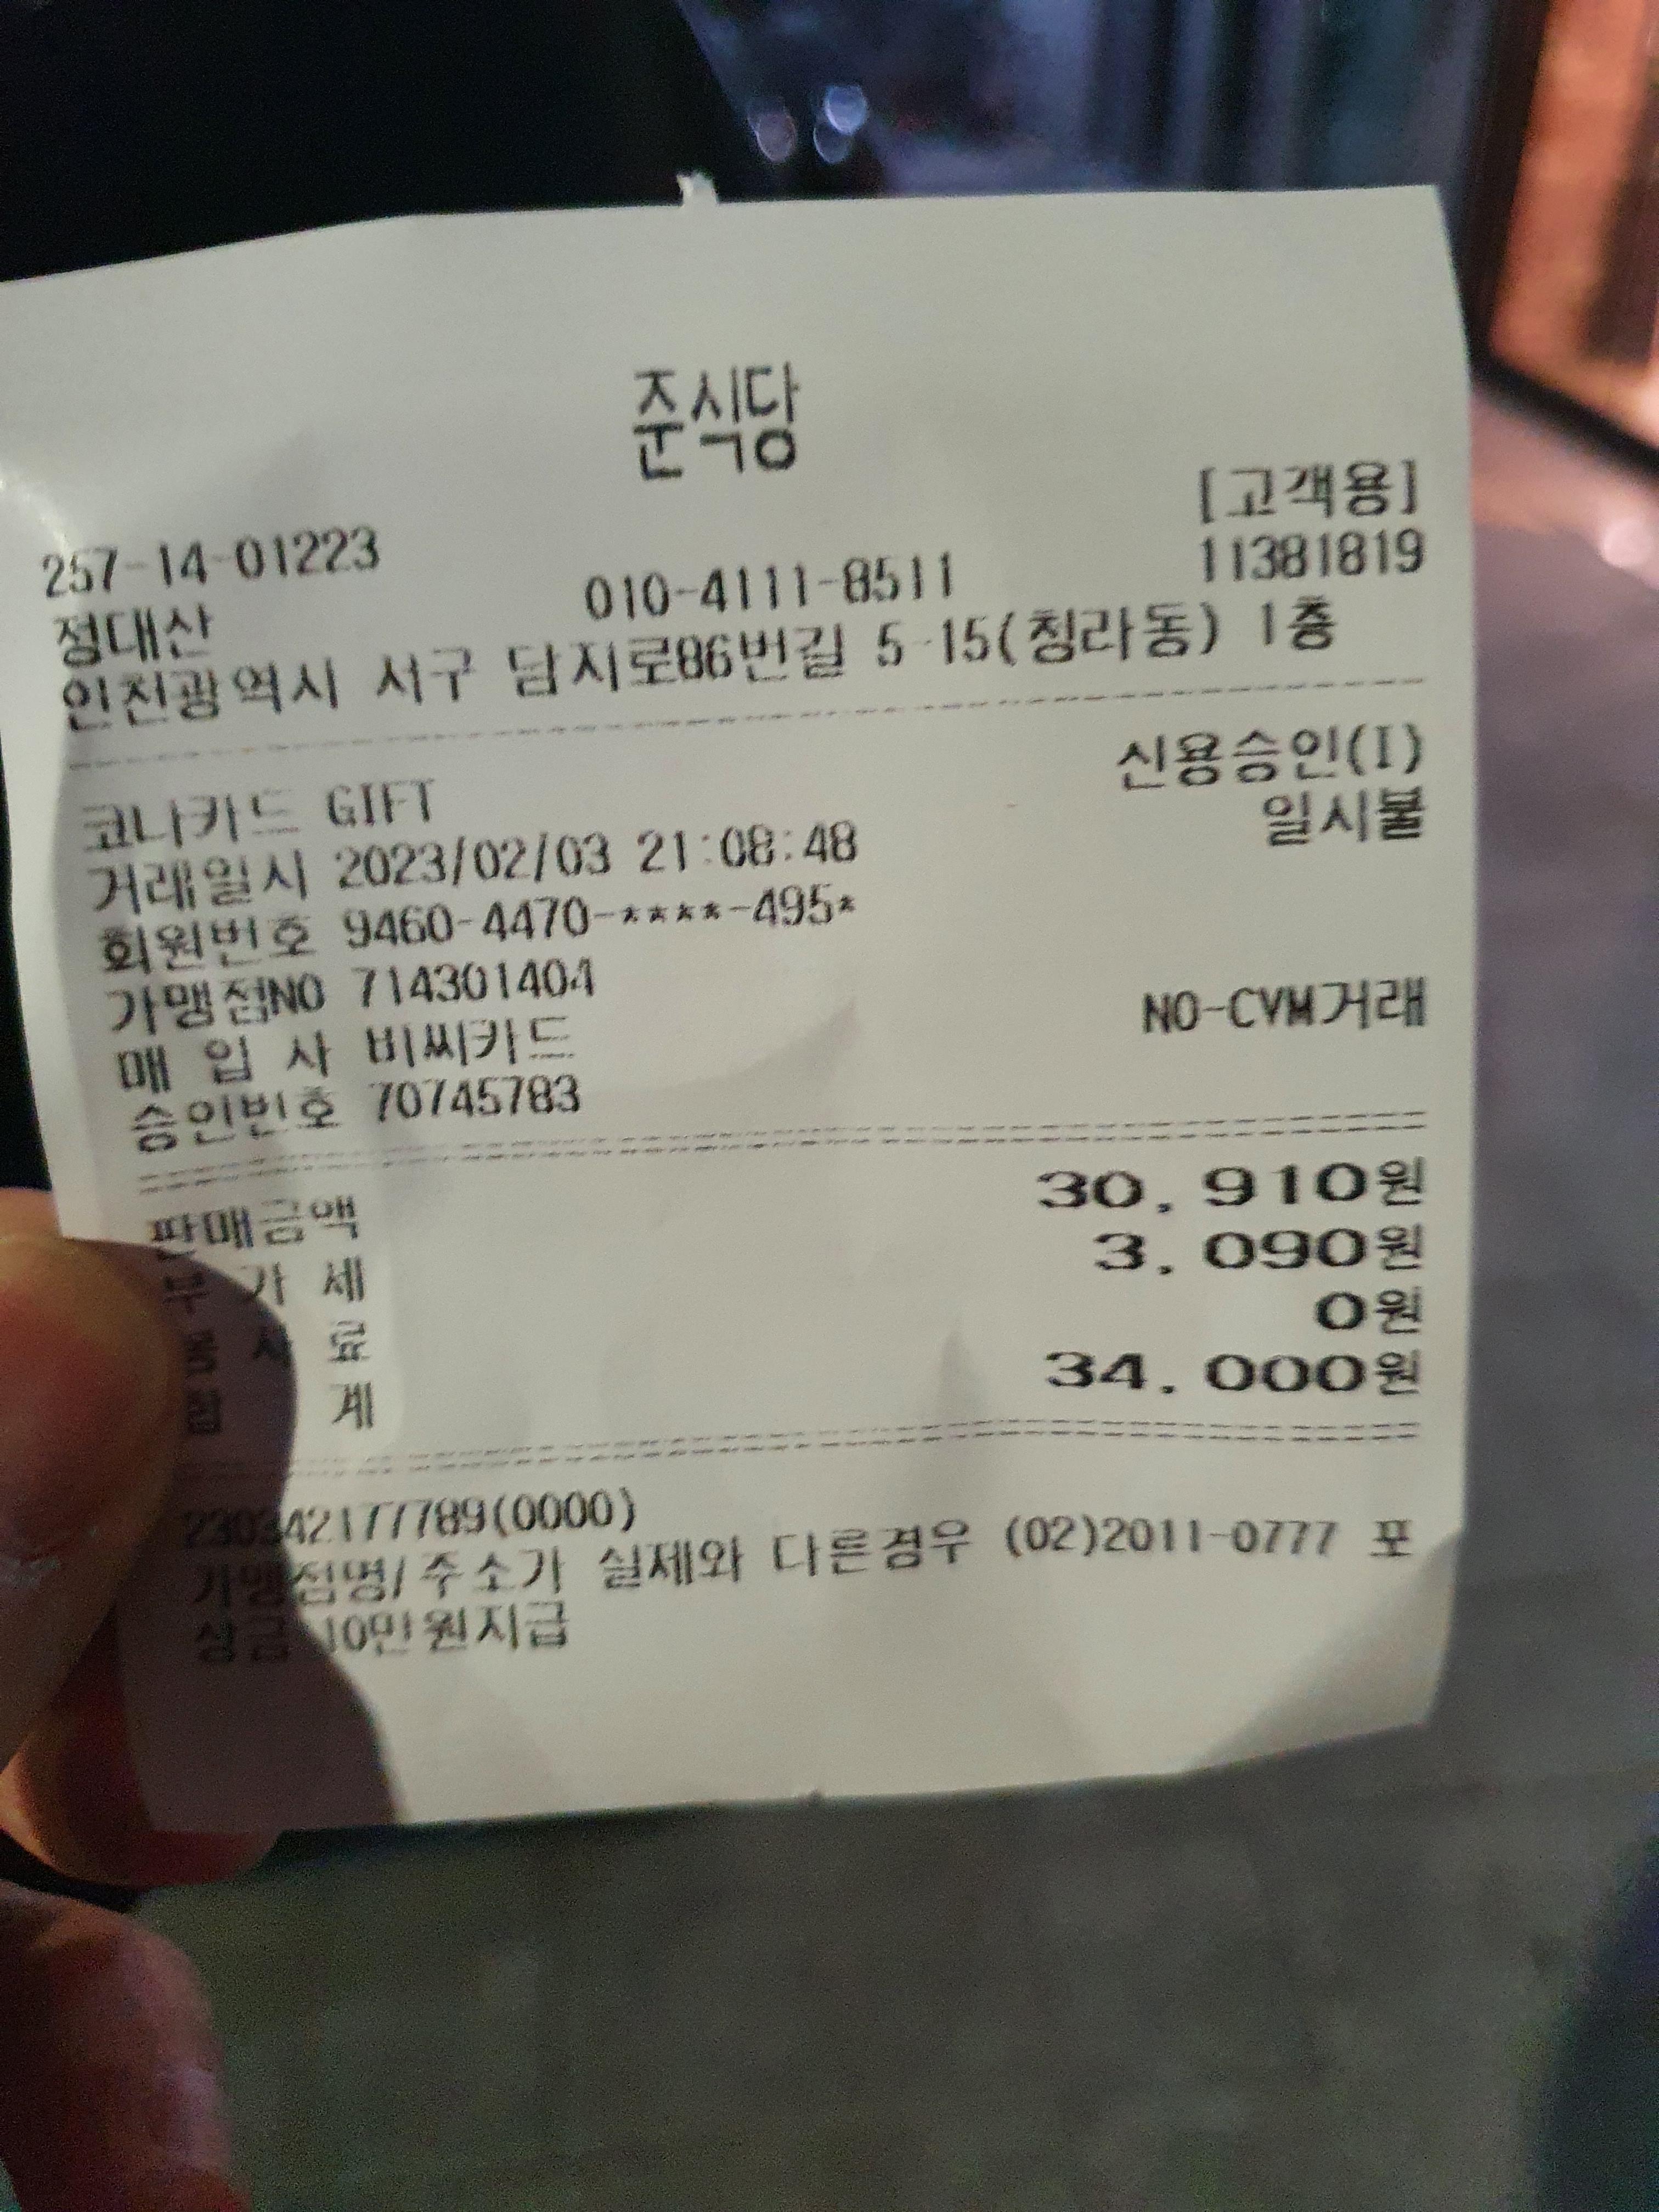 준식당
[고객용]
257-14-01223 11381819
정대산 010-4111-8511
인천광역시 서구 담지로86번길 5-15(청라동) 1층
신용승인(I)
코나카드 GIFT 일시불
거래일시 2023/02/03 21:08:48
회원번호 9460-4470-****-495*
가맹점NO 714301404
매 입 사 비씨카드 NO-CVM거래
승인번호 70745783
판매금액 30,910원
부 가 세 3,090원
봉 사 료 0원
합 계 34,000원
230342177789(0000)
가맹점명/주소가 실제와 다른경우 (02)2011-0777 포
상금 10만원지급